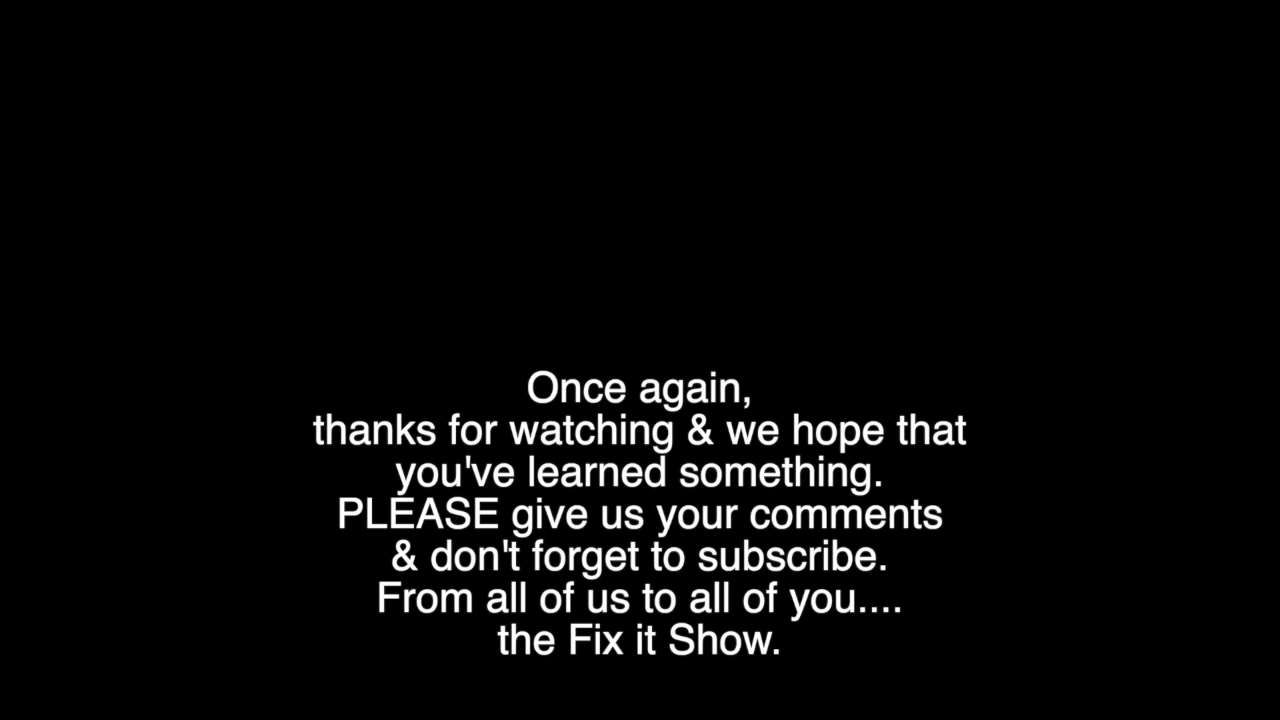 Once again,
thanks for watching & we hope that
you've learned something.
PLEASE give us your comments
& don't forget to subscribe.
From all of us to all of you....
the Fix it Show.